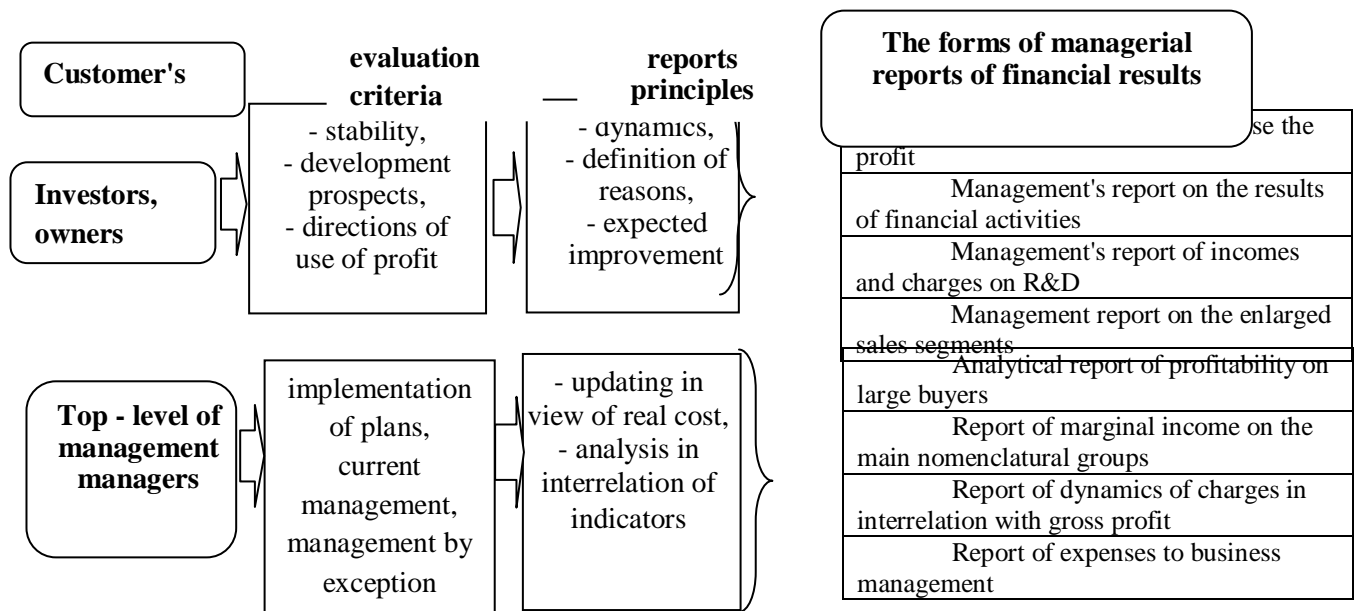 Customer's
evaluation
criteria
reports
principles
The forms of managerial
reports of financial results
Investors,
owners
- stability,
- development
prospects,
- directions of
use of profit
- dynamics,
- definition of
reasons,
- expected
improvement
the
profit
Management's report on the results
of financial activities
Management's report of incomes
and charges on R&D
Management report on the enlarged
sales segments
Top - level of
management
managers
implementation
of plans,
current
management,
management by
exception
- updating in
view of real cost,
- analysis in
interrelation of
indicators
Analytical report of profitability on
large buyers
Report of marginal income on the
main nomenclatural groups
Report of dynamics of charges in
interrelation with gross profit
Report of expenses to business
management